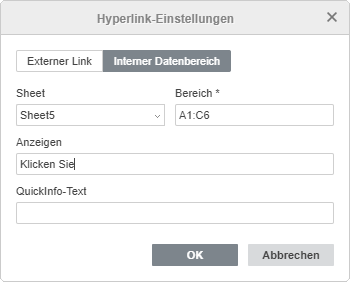 Hyperlink-Einstellungen
Externer Link Interner Datenbereich
Sheet Bereich *
Sheet5 A1:C6
Anzeigen
Klicken Sie
QuickInfo-Text
OK Abbrechen